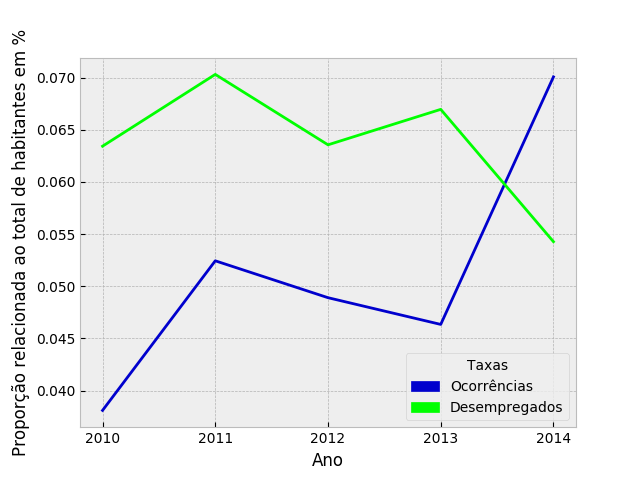 Proporção relacionada ao total de habitantes em %
0.070
0.065
0.060
0.055
0.050
0.045
0.040
Taxas
Ocorrências
Desempregados
2010 2011 2012 2013 2014
Ano